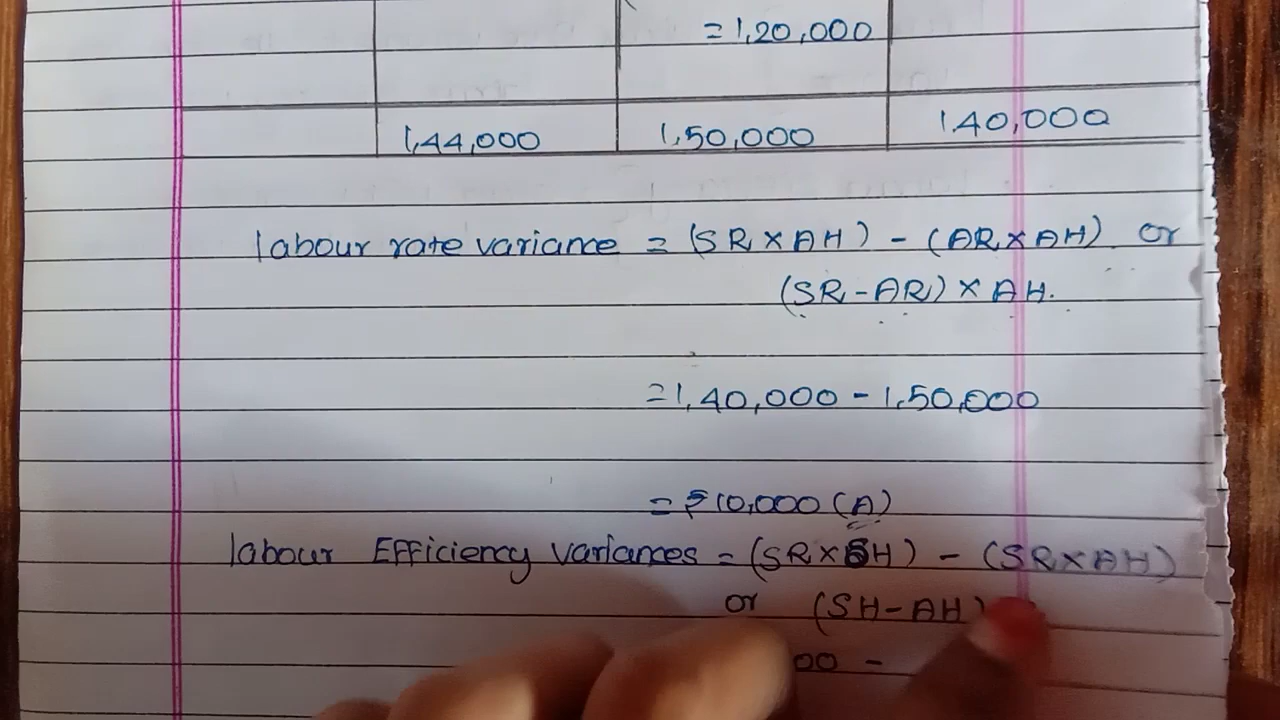 = 1,20,000
1,44,000 1,50,000 1,40,000
labour rate variance = (SR × AH) - (AR × AH) or
(SR - AR) × AH.
= 1,40,000 - 1,50,000
= ₹10,000 (A)
labour Efficiency variances = (SR × SH) - (SR × AH)
or (SH - AH)
00 -